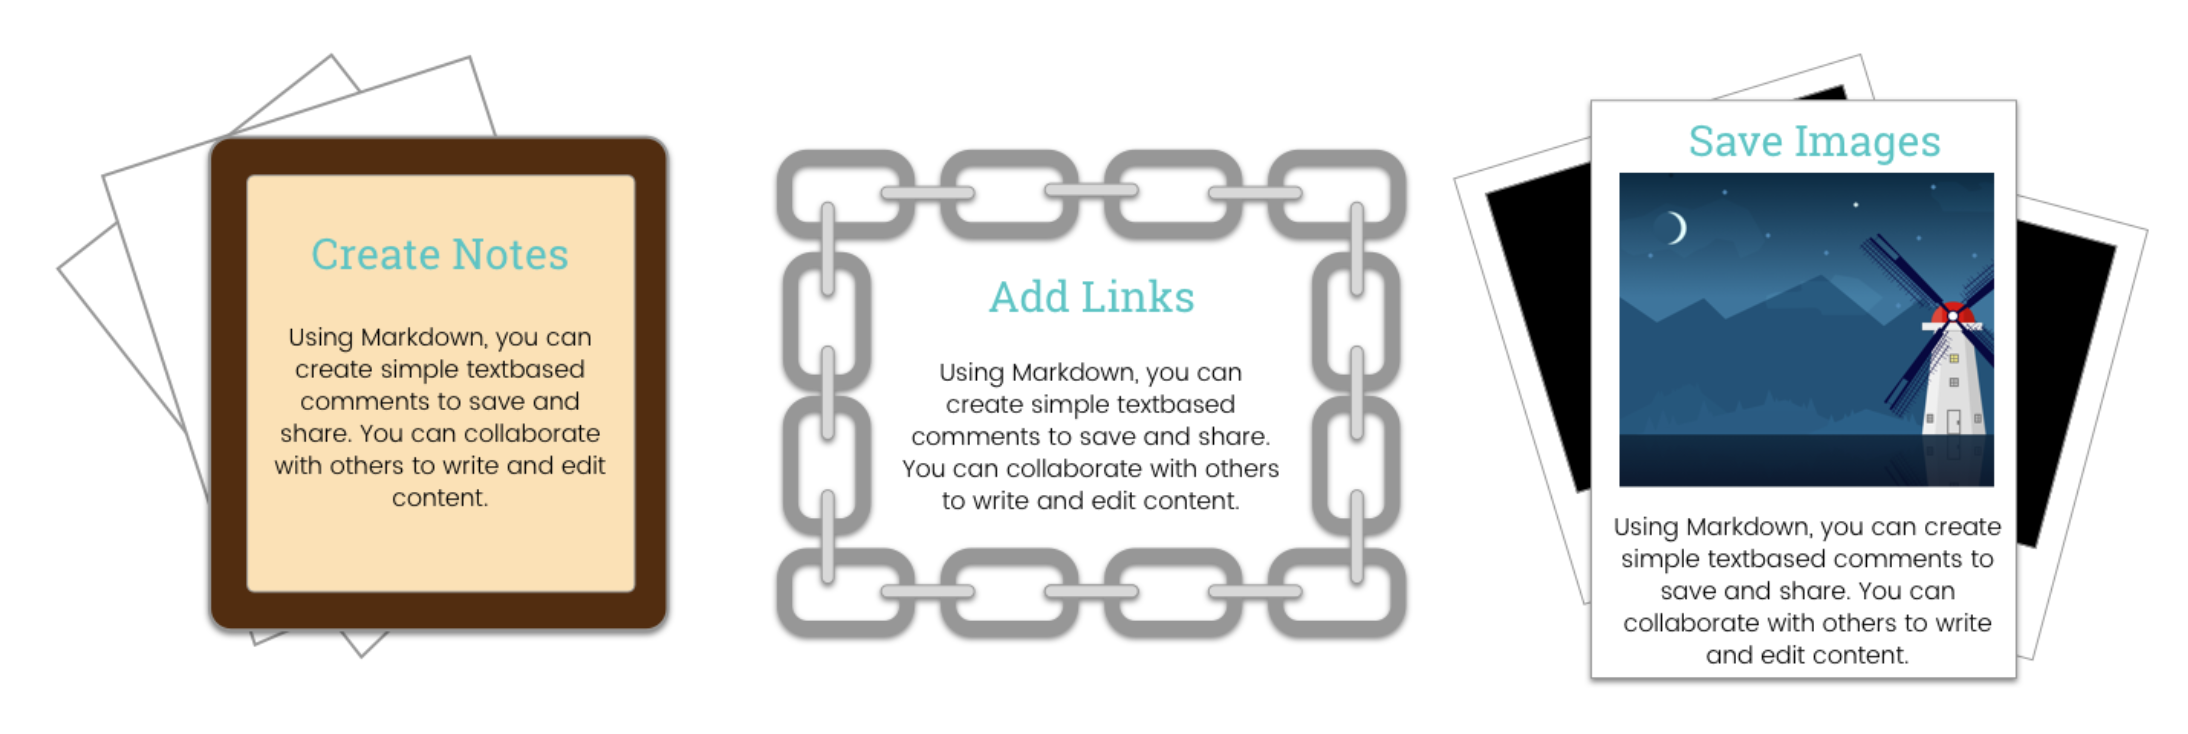 Create Notes
Using Markdown, you can
create simple textbased
comments to save and
share. You can collaborate
with others to write and edit
content.
Add Links
Using Markdown, you can
create simple textbased
comments to save and share.
You can collaborate with others
to write and edit content.
Save Images
Using Markdown, you can create
simple textbased comments to
save and share. You can
collaborate with others to write
and edit content.